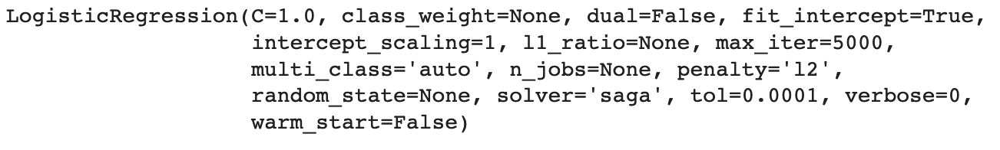 LogisticRegression(C=1.0, class_weight=None, dual=False, fit_intercept=True,
intercept_scaling=1, l1_ratio=None, max_iter=5000,
multi_class='auto', n_jobs=None, penalty='l2',
random_state=None, solver='saga', tol=0.0001, verbose=0,
warm_start=False)